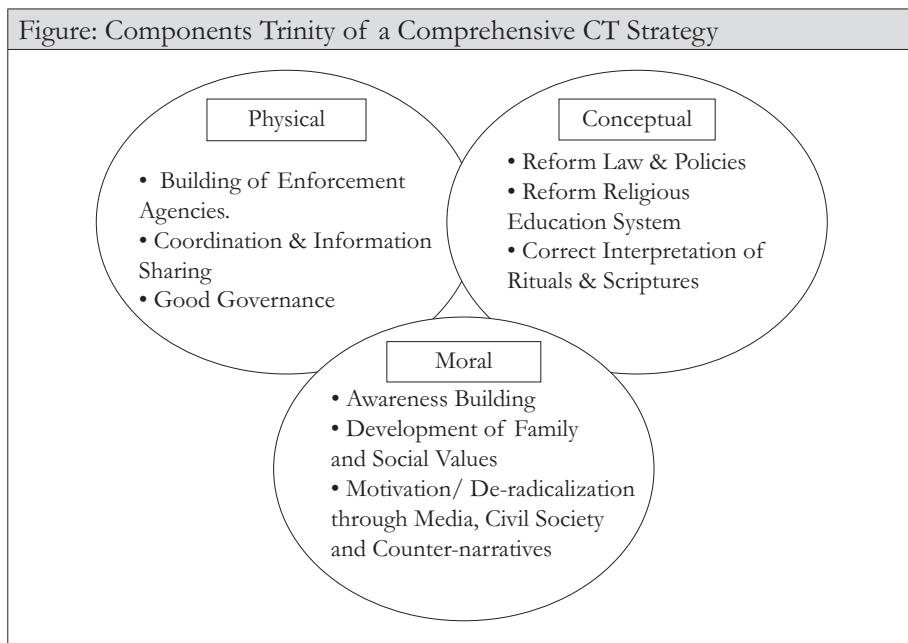 Figure: Components Trinity of a Comprehensive CT Strategy
Physical
• Building of Enforcement
Agencies.
• Coordination & Information
Sharing
• Good Governance
Conceptual
• Reform Law & Policies
• Reform Religious
Education System
• Correct Interpretation of
Rituals & Scriptures
Moral
• Awareness Building
• Development of Family
and Social Values
• Motivation/ De-radicalization
through Media, Civil Society
and Counter-narratives